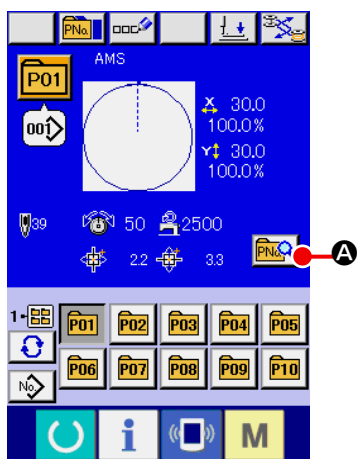 PNo.
AMS
P01
001
X 30.0
100.0%
Y 30.0
100.0%
39 50 2500
2.2 3.3
PNo.
A
1-
P01 P02 P03 P04 P05
P06 P07 P08 P09 P10
No.
i M